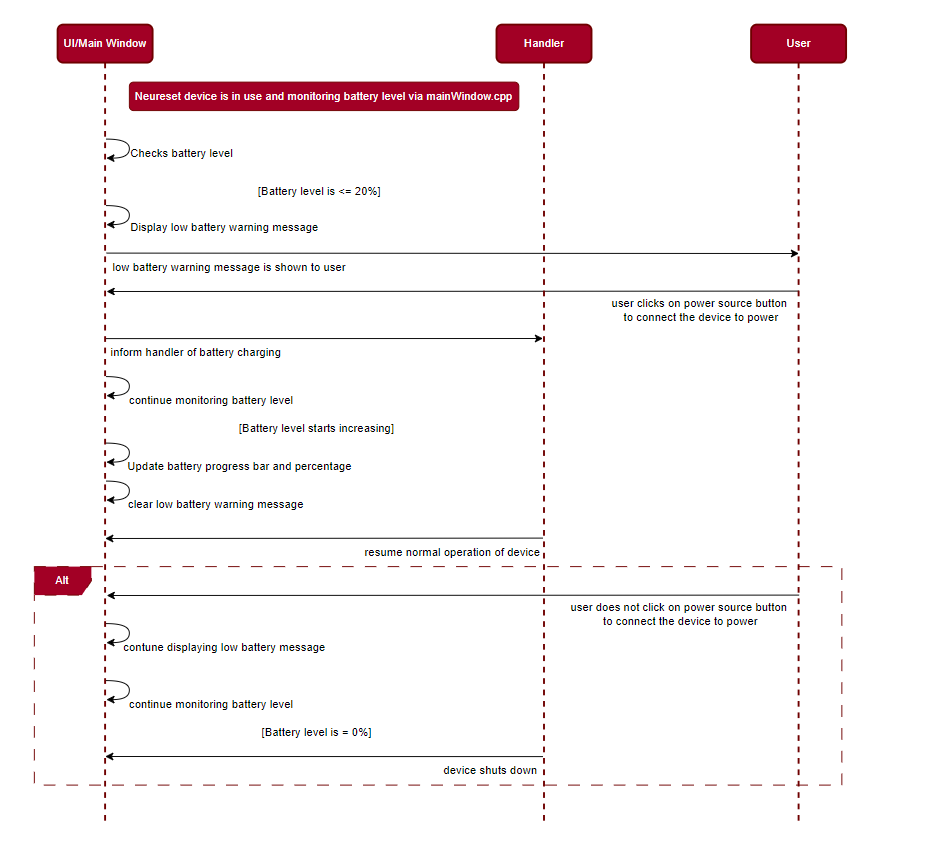 UI/Main Window
Handler
User
Neureset device is in use and monitoring battery level via mainWindow.cpp
Checks battery level
[Battery level is <= 20%]
Display low battery warning message
low battery warning message is shown to user
user clicks on power source button
to connect the device to power
inform handler of battery charging
continue monitoring battery level
[Battery level starts increasing]
Update battery progress bar and percentage
clear low battery warning message
resume normal operation of device
Alt
user does not click on power source button
to connect the device to power
contune displaying low battery message
continue monitoring battery level
[Battery level is = 0%]
device shuts down